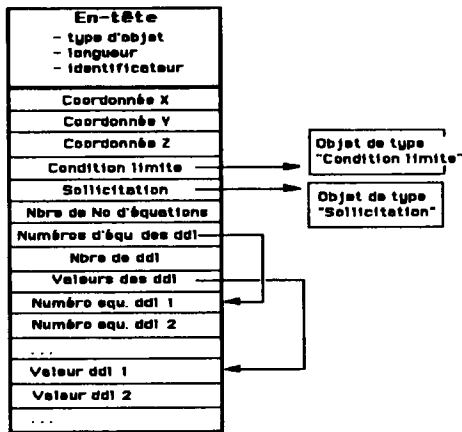 En-tête
- type d'objet
- longueur
- identificateur
Coordonnée X
Coordonnée Y
Coordonnée Z
Condition limite
Sollicitation
Nbre de No d'équations
Numéros d'équ des ddl
Nbre de ddl
Valeurs des ddl
Numéro equ. ddl 1
Numéro equ. ddl 2
...
Valeur ddl 1
Valeur ddl 2
...
Objet de type
"Condition limite"
Objet de type
"Sollicitation"